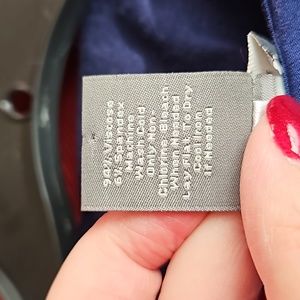 94% Viscose
6% Spandex
Machine
Wash Cold
Only Non-
Chlorine Bleach
When Needed
Lay Flat To Dry
Cool Iron
If Needed